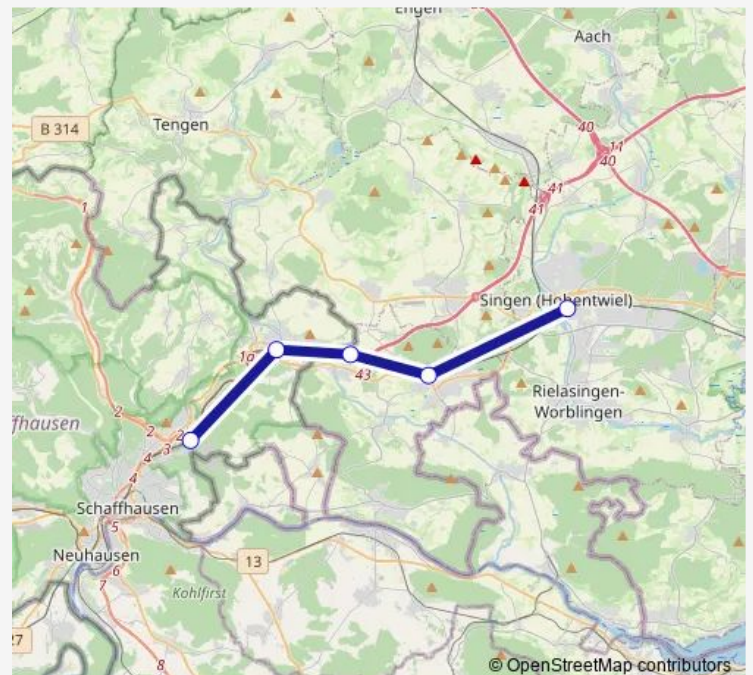 Engen
Aach
B 314
Tengen
40
11
40
1
41
41
Singen (Hohentwiel)
1a
43
Rielasingen-
Worblingen
2
ffhausen
2
2
3
4
4
Schaffhausen
5
Neuhausen
13
6
7
Kohlfirst
27
8
© OpenStreetMap contributors